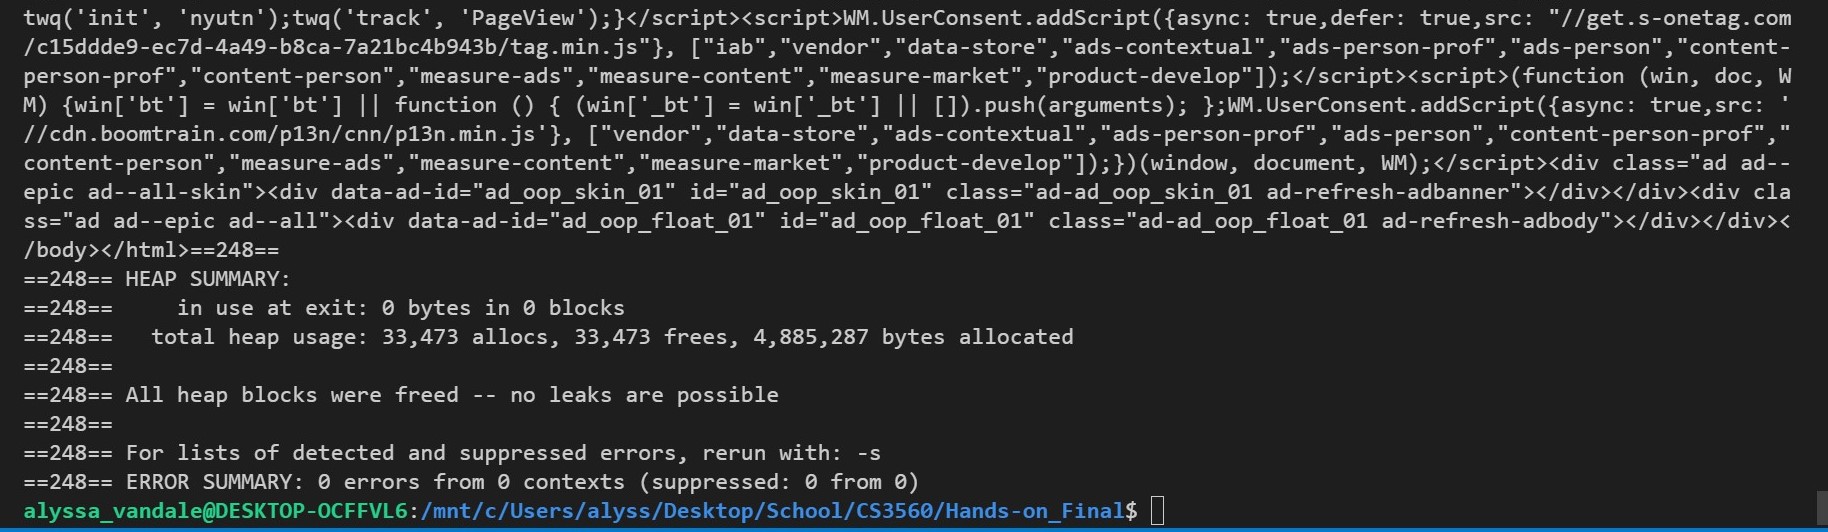 twq('init', 'nyutn');twq('track', 'PageView');}</script><script>WM.UserConsent.addScript({async: true,defer: true,src: "//get.s-onetag.com
/c15ddde9-ec7d-4a49-b8ca-7a21bc4b943b/tag.min.js"}, ["iab","vendor","data-store","ads-contextual","ads-person-prof","ads-person","content-
person-prof","content-person","measure-ads","measure-content","measure-market","product-develop"]);</script><script>(function (win, doc, W
M) {win['bt'] = win['bt'] || function () { (win['_bt'] = win['_bt'] || []).push(arguments); };WM.UserConsent.addScript({async: true,src: '
//cdn.boomtrain.com/p13n/cnn/p13n.min.js'}, ["vendor","data-store","ads-contextual","ads-person-prof","ads-person","content-person-prof","
content-person","measure-ads","measure-content","measure-market","product-develop"]);})(window, document, WM);</script><div class="ad ad--
epic ad--all-skin"><div data-ad-id="ad_oop_skin_01" id="ad_oop_skin_01" class="ad-ad_oop_skin_01 ad-refresh-adbanner"></div></div><div cla
ss="ad ad--epic ad--all"><div data-ad-id="ad_oop_float_01" id="ad_oop_float_01" class="ad-ad_oop_float_01 ad-refresh-adbody"></div></div><
/body></html>==248==
==248== HEAP SUMMARY:
==248==     in use at exit: 0 bytes in 0 blocks
==248==   total heap usage: 33,473 allocs, 33,473 frees, 4,885,287 bytes allocated
==248==
==248== All heap blocks were freed -- no leaks are possible
==248==
==248== For lists of detected and suppressed errors, rerun with: -s
==248== ERROR SUMMARY: 0 errors from 0 contexts (suppressed: 0 from 0)
alyssa_vandale@DESKTOP-OCFFVL6:/mnt/c/Users/alyss/Desktop/School/CS3560/Hands-on_Final$